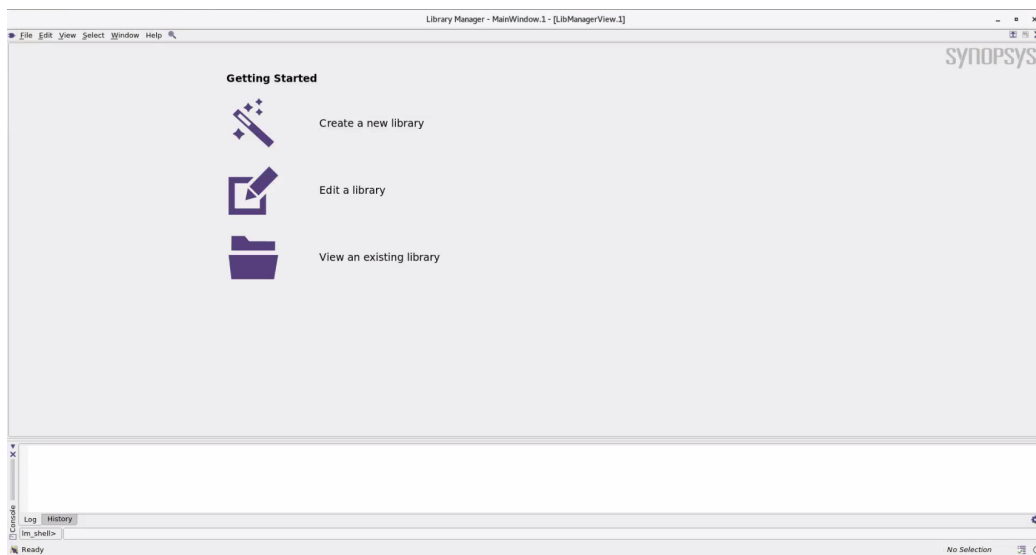 Library Manager - MainWindow.1 - [LibManagerView.1]
File Edit View Select Window Help
SYNOPSYS
Getting Started
Create a new library
Edit a library
View an existing library
Console
Log History
lm_shell>
Ready
No Selection